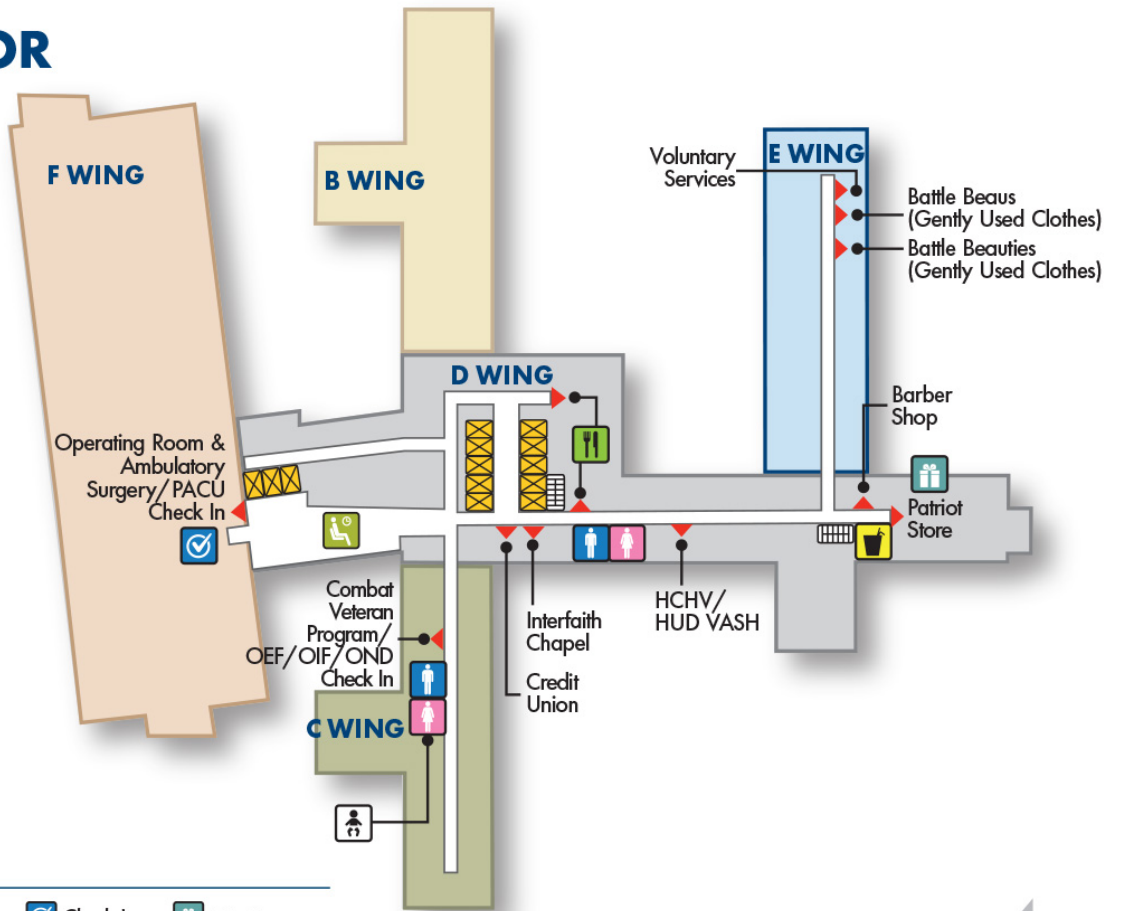 OR
F WING
B WING
E WING
Voluntary
Services
Battle Beaus
(Gently Used Clothes)
Battle Beauties
(Gently Used Clothes)
D WING
Barber
Shop
Operating Room &
Ambulatory
Surgery/PACU
Check In
Patriot
Store
Combat
Veteran
Program/
OEF/OIF/OND
Check In
Interfaith
Chapel
HCHV/
HUD VASH
Credit
Union
C WING